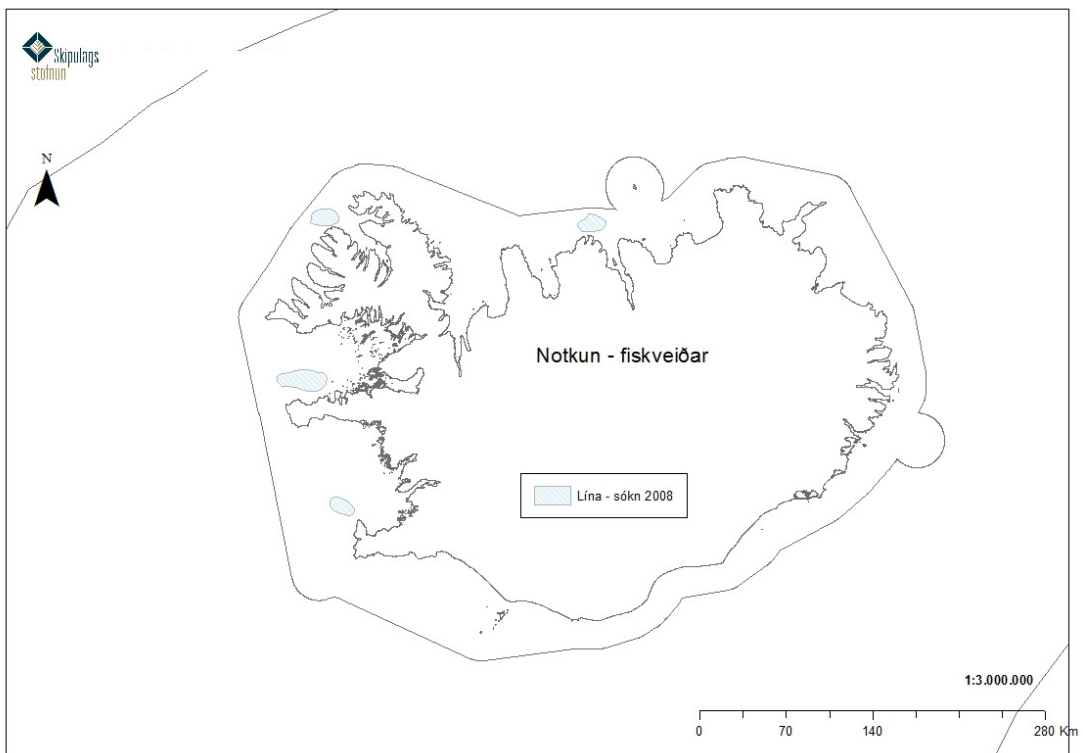 Skipulags
stofnun
N
Notkun - fiskveiðar
Lína - sókn 2008
1:3.000.000
0 70 140 280 Km